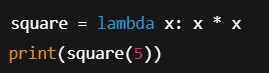 square = lambda x: x * x
print(square(5))